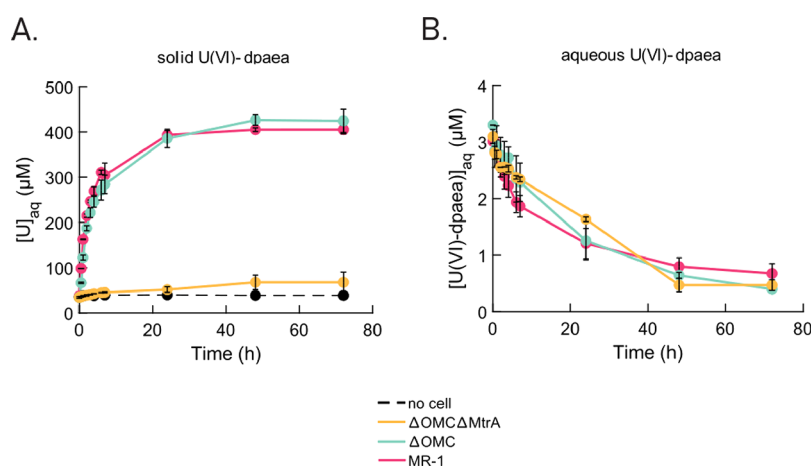 A.
solid U(VI)-dpaea
500
400
300
200
100
0
[U]aq (μM)
0 20 40 60 80
Time (h)
B.
aqueous U(VI)-dpaea
4
3
2
1
0
[U(VI)-dpaea)]aq (μM)
0 20 40 60 80
Time (h)
no cell
ΔOMCΔMtrA
ΔOMC
MR-1